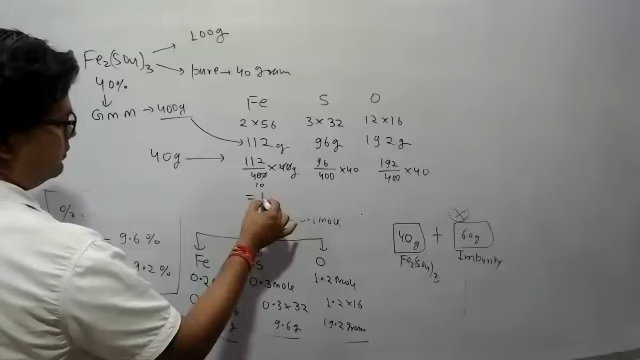 → 100g
Fe₂(SO₄)₃ → pure → 40 gram
40%
GMM → 400g
Fe S O
2×56 3×32 12×16
112g 96g 192g
40g → 112/400 ×40g 96/400 ×40 192/400 ×40
10
= 1
%
mole
9.6%
40g + 60g
Fe₂(SO₄)₃ Impurity
Fe S O
0.2 0.3 mole 1.2 mole
0.3×32 1.2×16
g 9.6g 19.2 gram